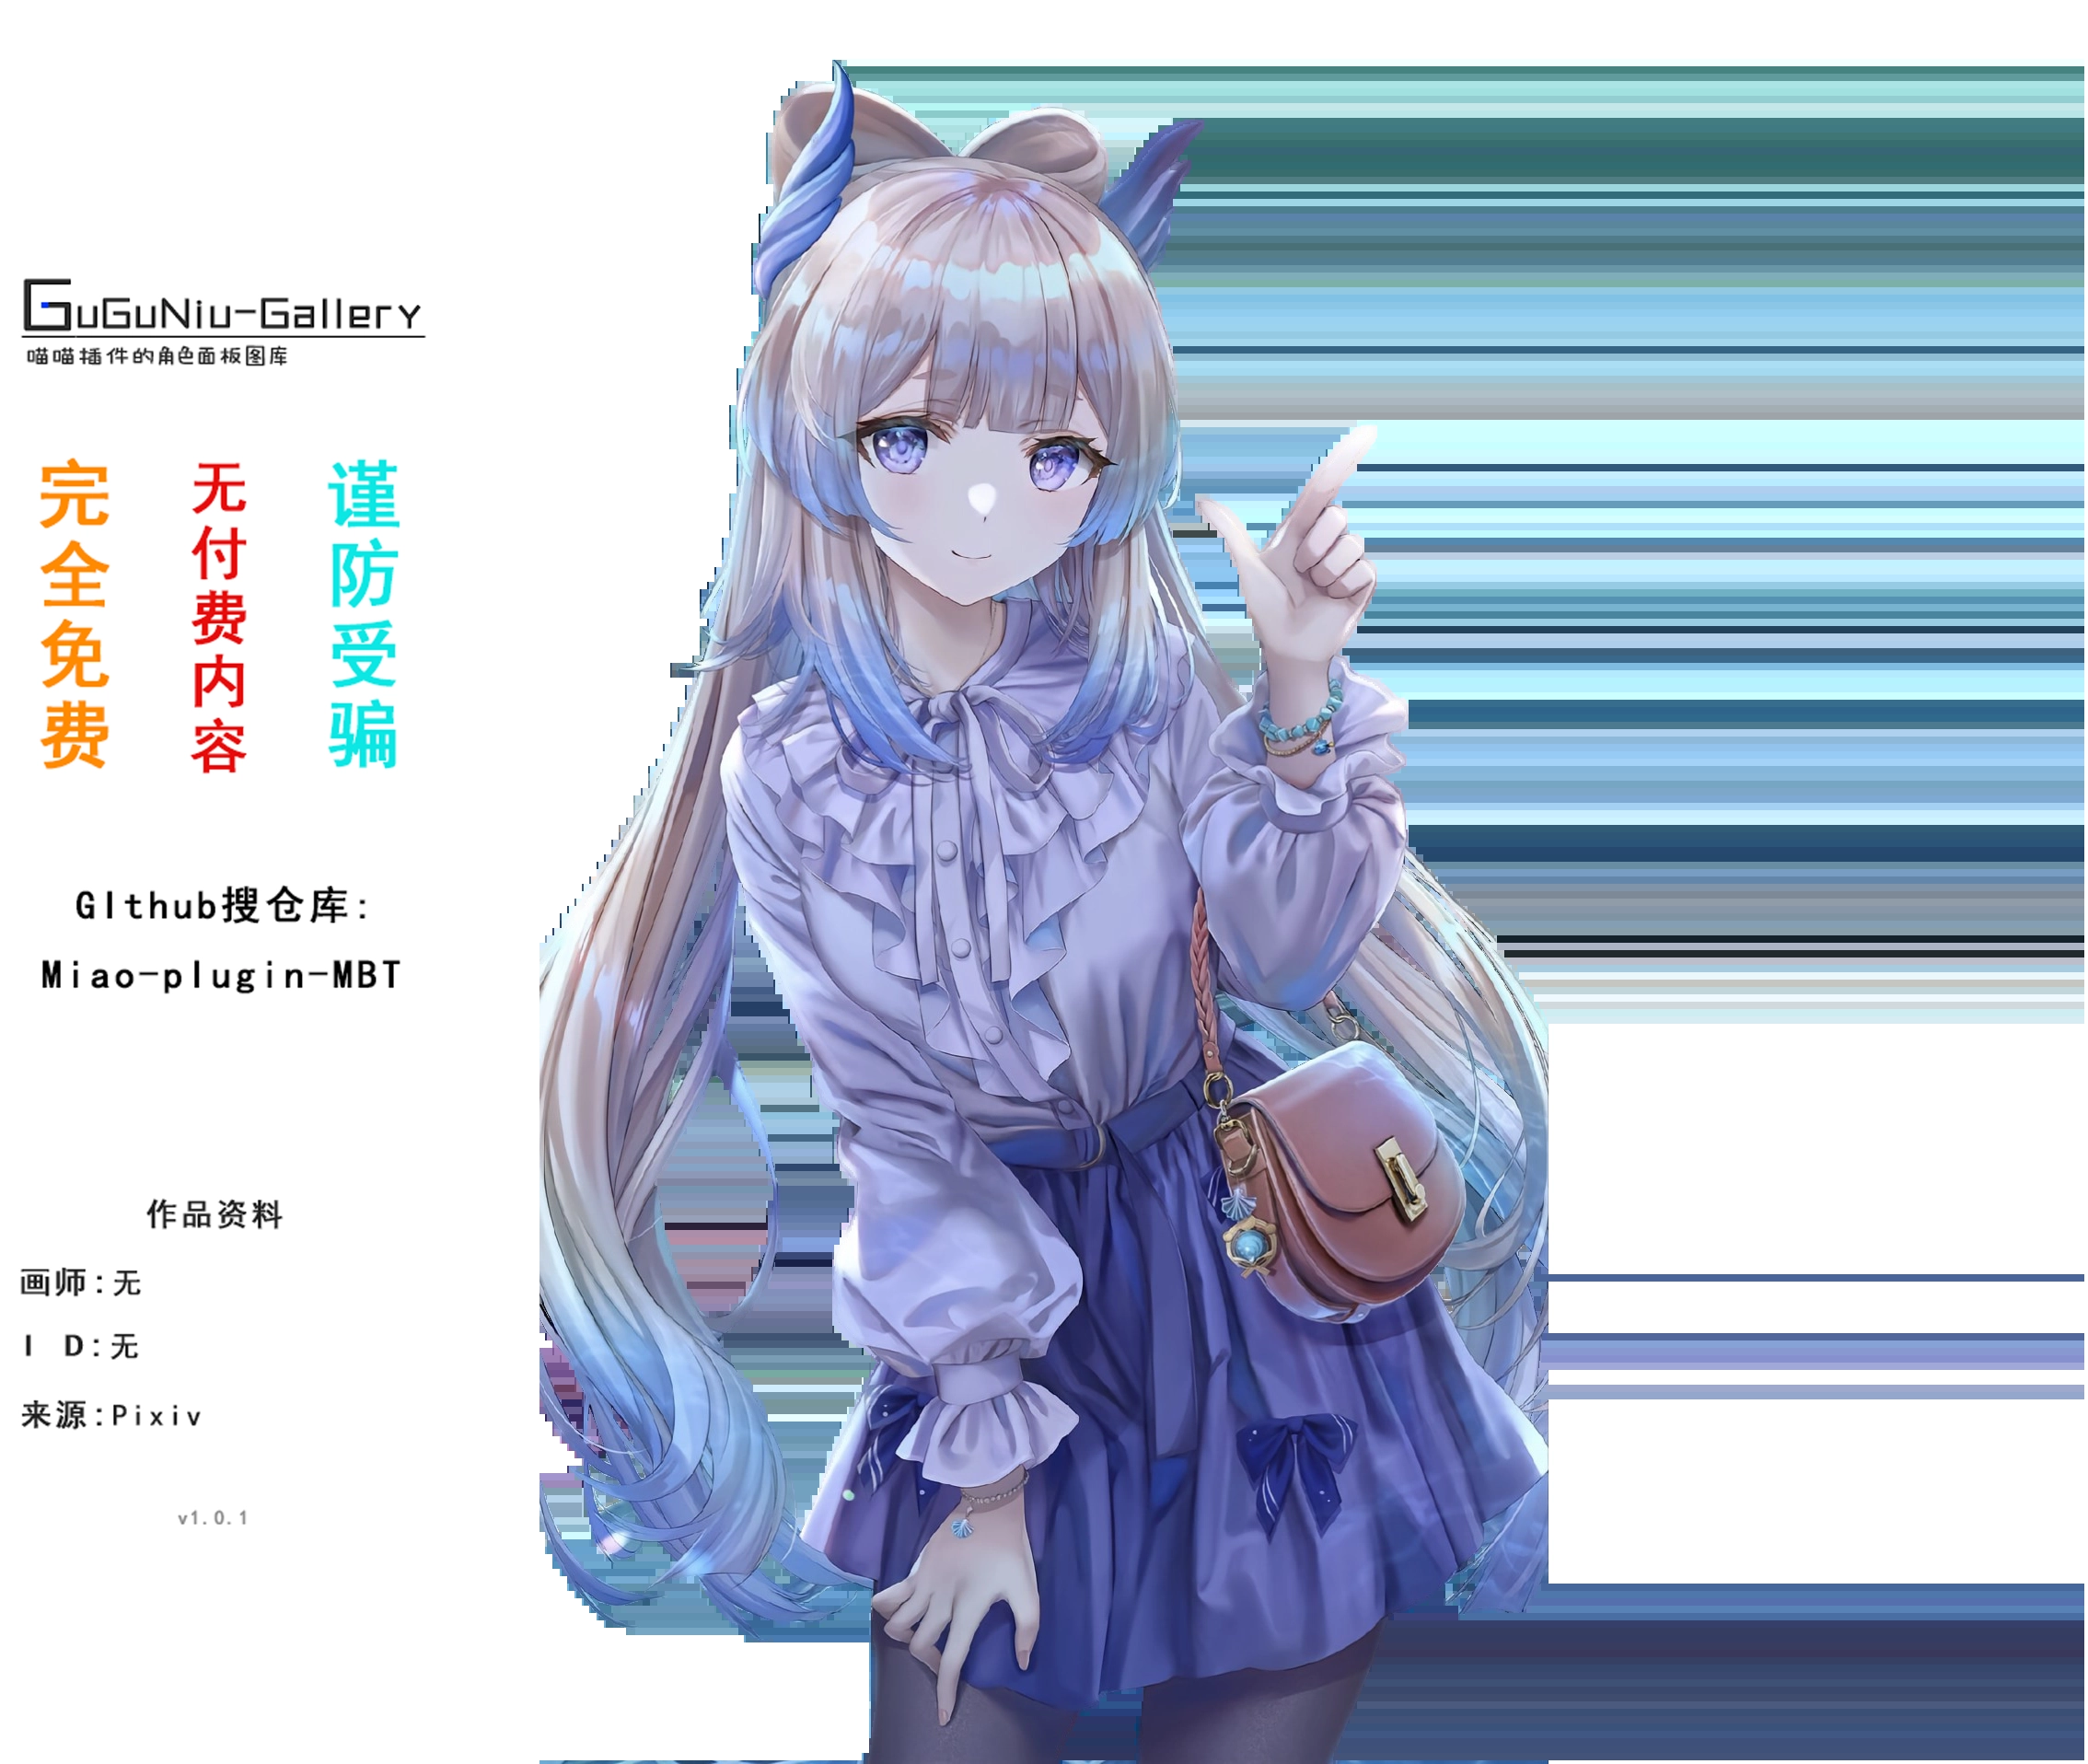 GuGuNiu-Gallery
喵喵插件的角色面板图库
完全免费
无付费内容
谨防受骗
GIthub搜仓库:
Miao-plugin-MBT
作品资料
画师:无
I D:无
来源:Pixiv
v1.0.1